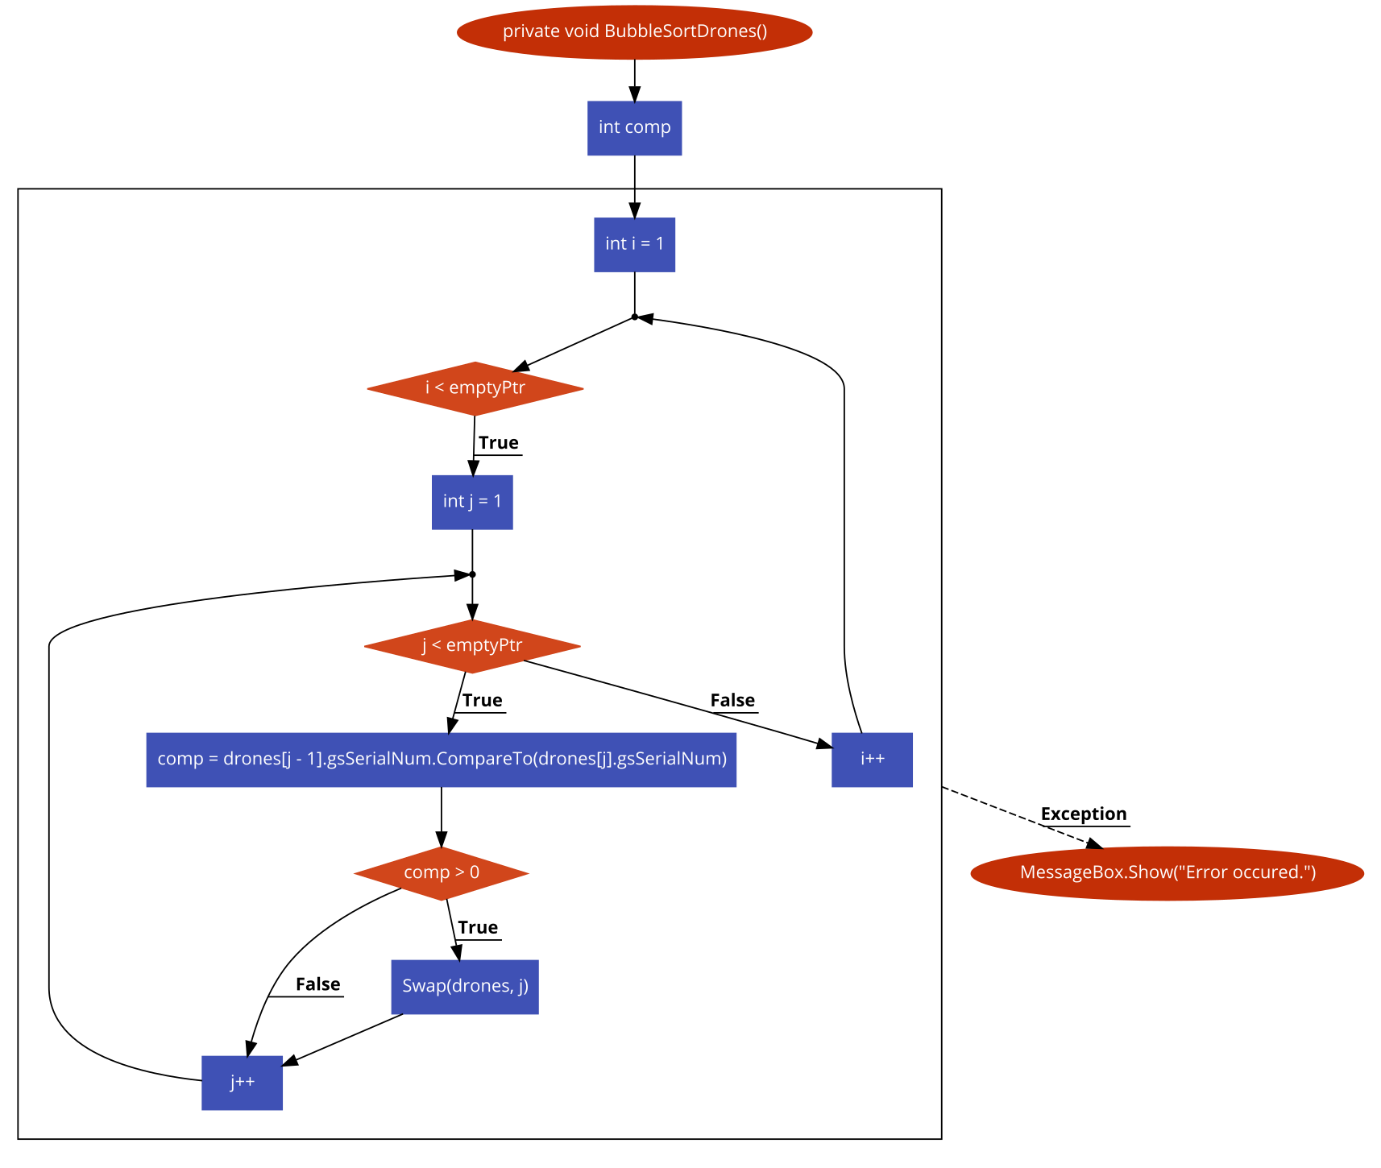 private void BubbleSortDrones()
int comp
int i = 1
i < emptyPtr
True
int j = 1
j < emptyPtr
True
False
comp = drones[j - 1].gsSerialNum.CompareTo(drones[j].gsSerialNum)
i++
Exception
comp > 0
MessageBox.Show("Error occured.")
True
False
Swap(drones, j)
j++